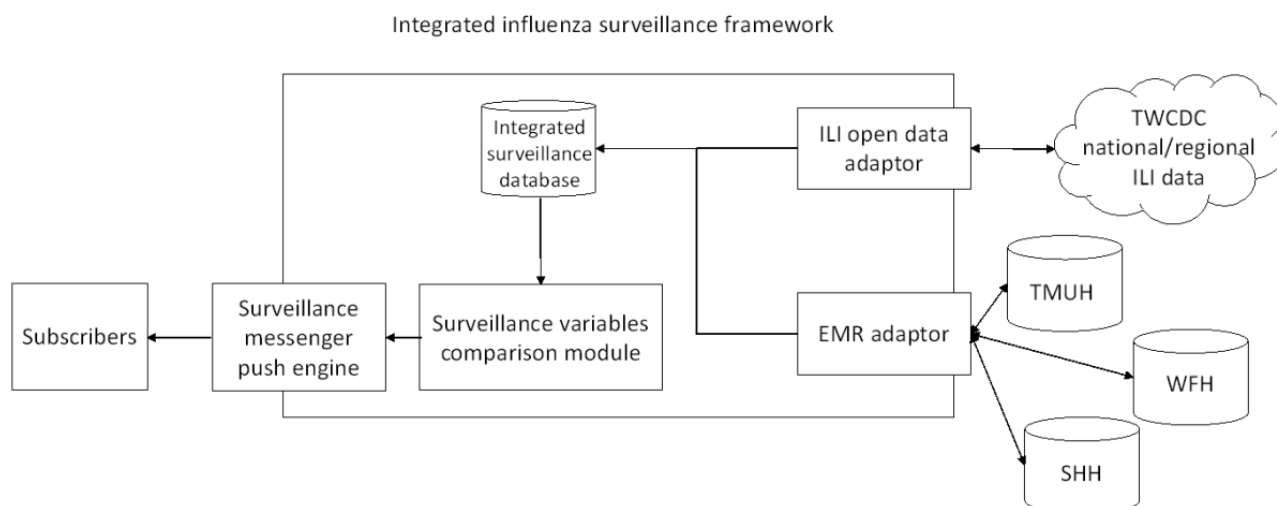 Integrated influenza surveillance framework
Integrated
surveillance
database
ILI open data
adaptor
TWCDC
national/regional
ILI data
TMUH
Subscribers
Surveillance
messenger
push engine
Surveillance variables
comparison module
EMR adaptor
WFH
SHH